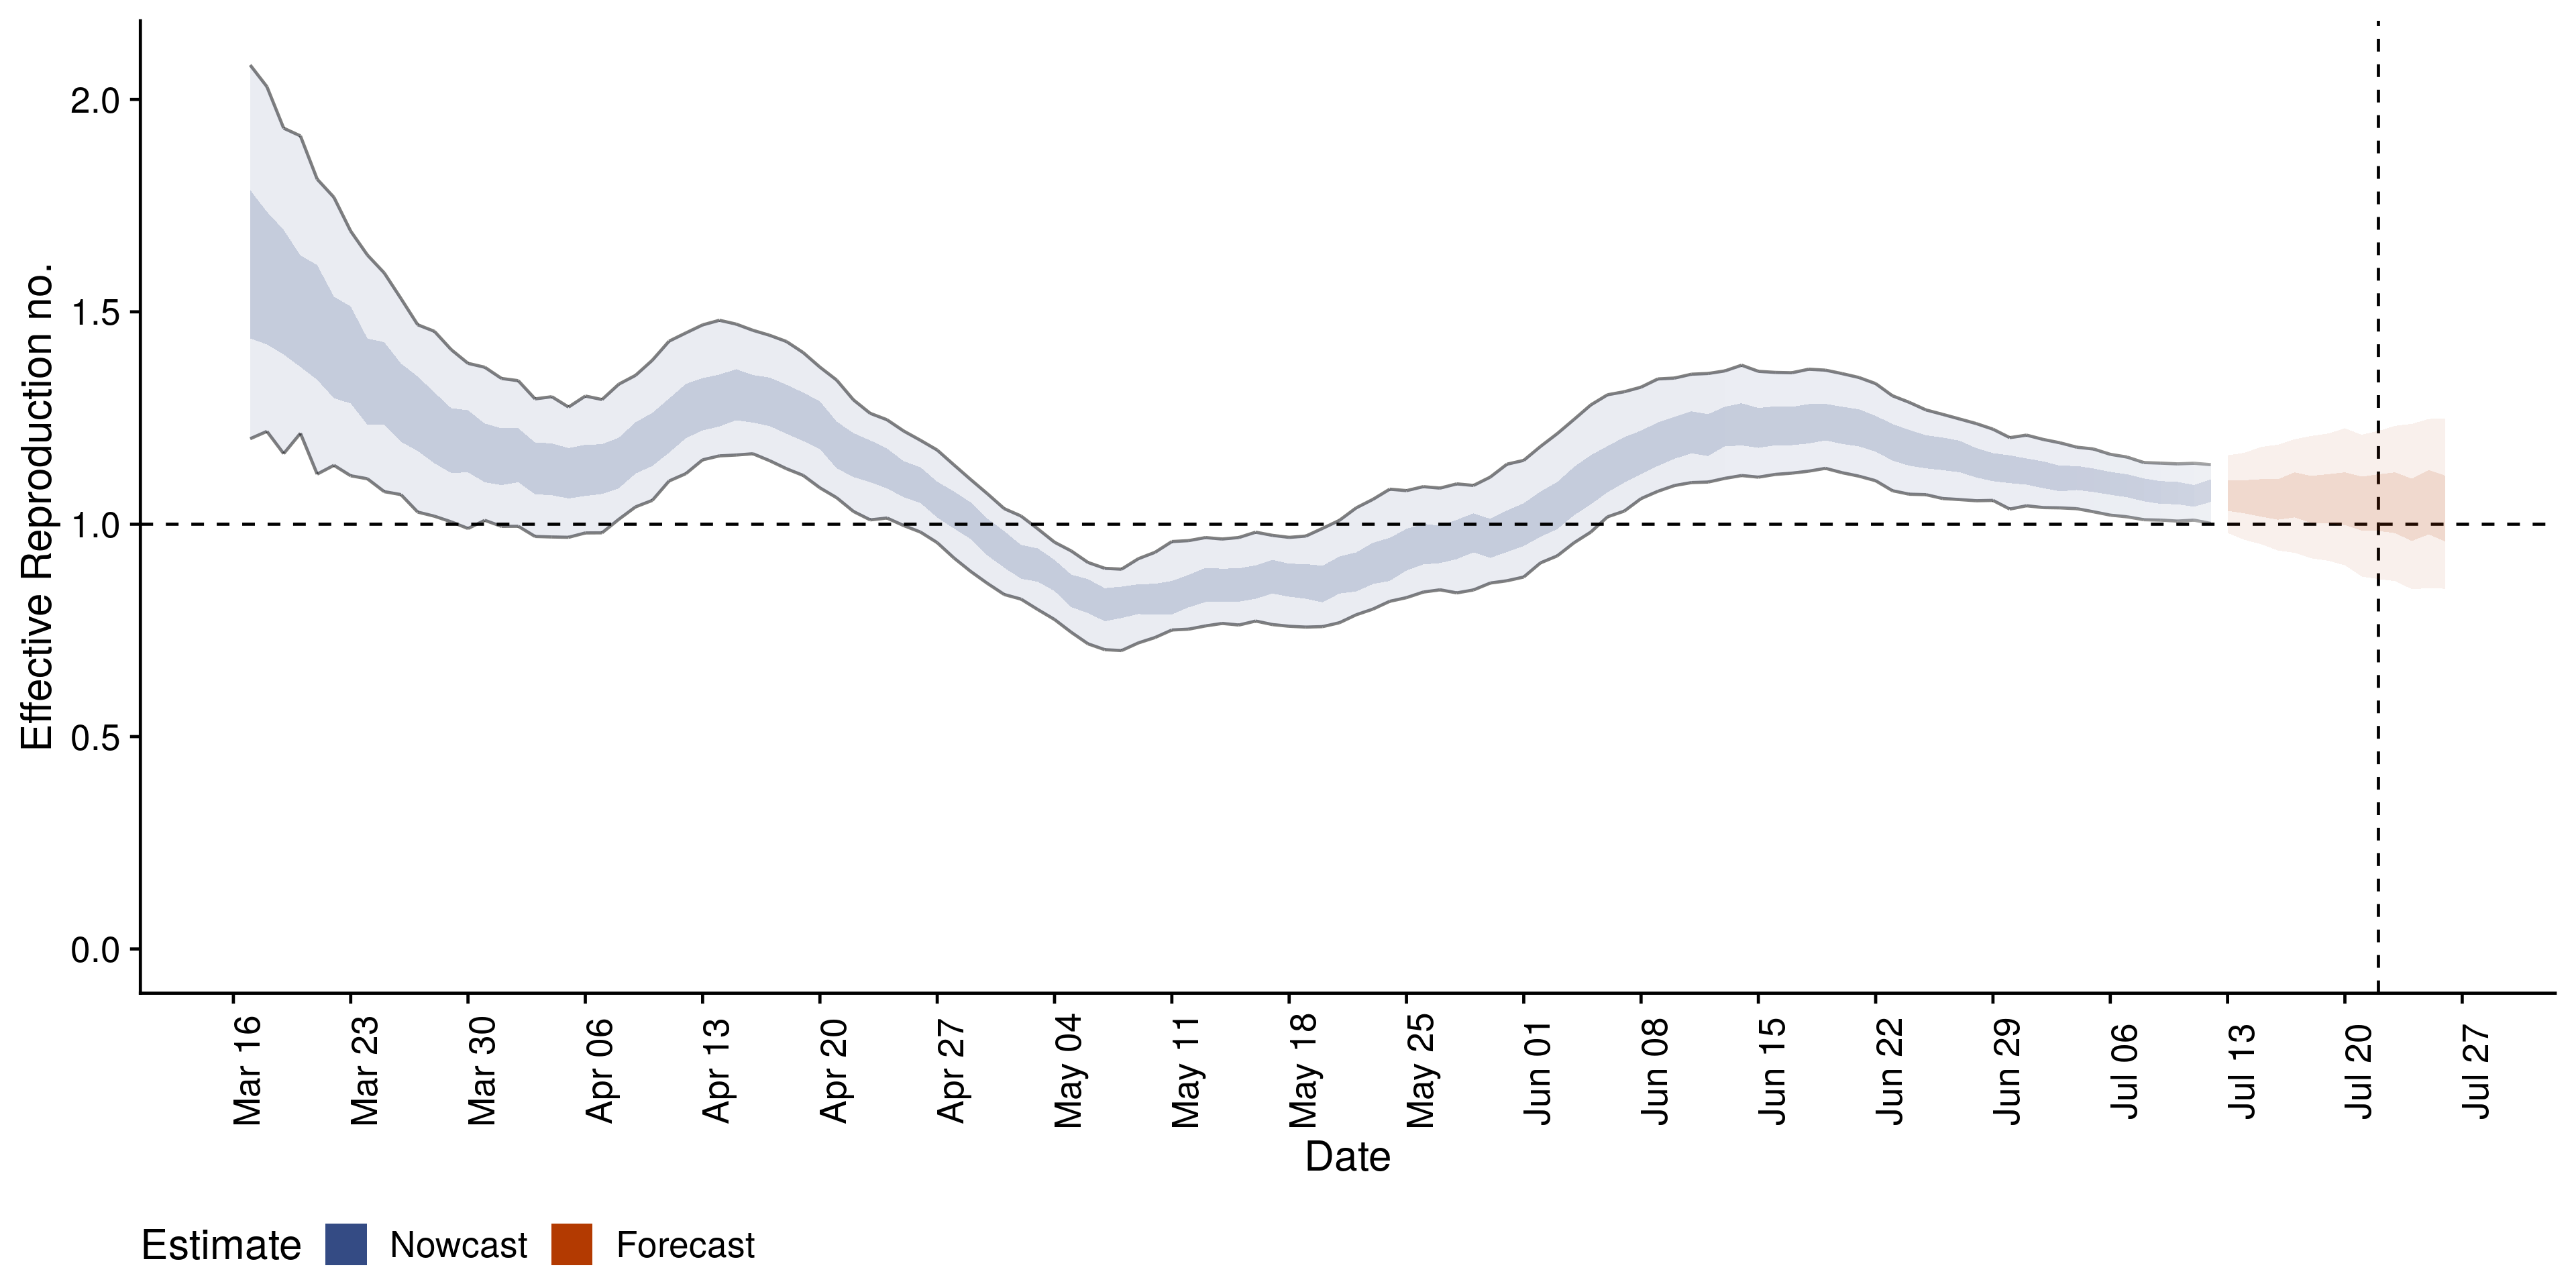 Effective Reproduction no.
2.0
1.5
1.0
0.5
0.0
Mar 16
Mar 23
Mar 30
Apr 06
Apr 13
Apr 20
Apr 27
May 04
May 11
May 18
May 25
Jun 01
Jun 08
Jun 15
Jun 22
Jun 29
Jul 06
Jul 13
Jul 20
Jul 27
Date
Estimate Nowcast Forecast